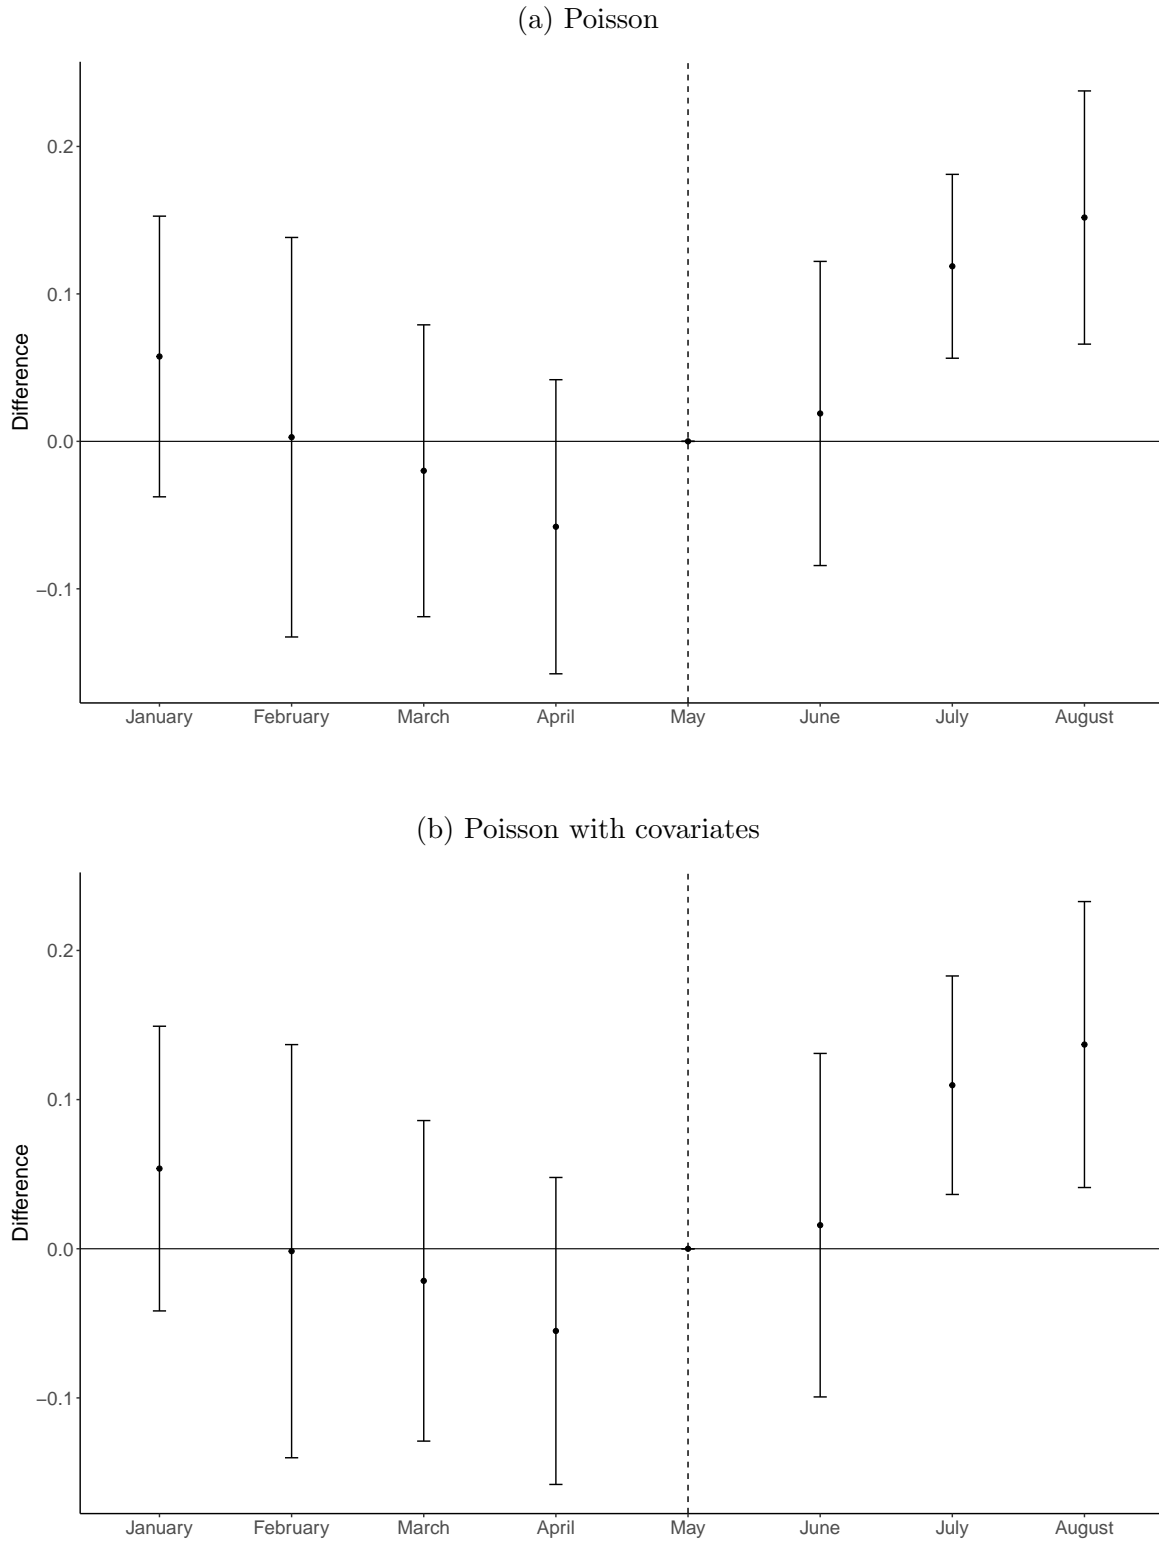 (a) Poisson
0.2
0.1
0.0
−0.1
Difference
January February March April May June July August
(b) Poisson with covariates
0.2
0.1
0.0
−0.1
Difference
January February March April May June July August